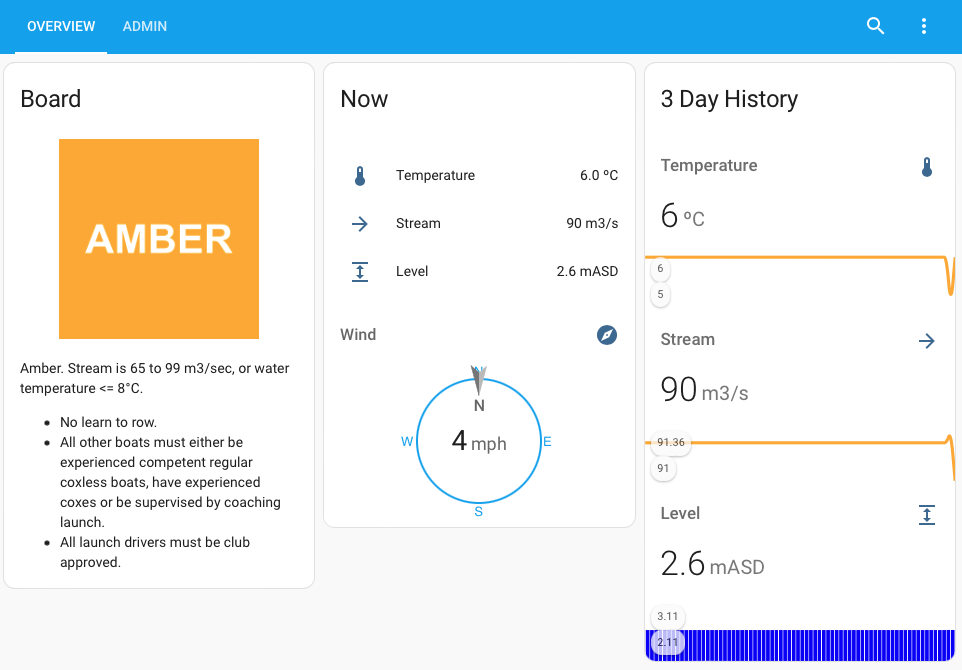 OVERVIEW ADMIN
Board
AMBER
Amber. Stream is 65 to 99 m3/sec, or water
temperature <= 8°C.
• No learn to row.
• All other boats must either be
experienced competent regular
coxless boats, have experienced
coxes or be supervised by coaching
launch.
• All launch drivers must be club
approved.
Now
Temperature 6.0 ºC
Stream 90 m3/s
Level 2.6 mASD
Wind
N
W 4 mph E
S
3 Day History
Temperature
6 ºC
6
5
Stream
90 m3/s
91.36
91
Level
2.6 mASD
3.11
2.11